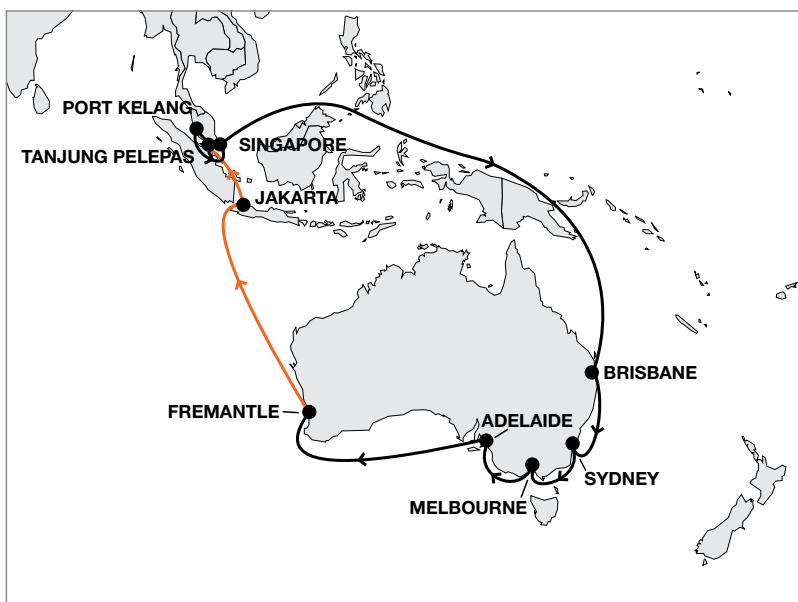 PORT KELANG
SINGAPORE
TANJUNG PELEPAS
JAKARTA
BRISBANE
FREMANTLE
ADELAIDE
SYDNEY
MELBOURNE